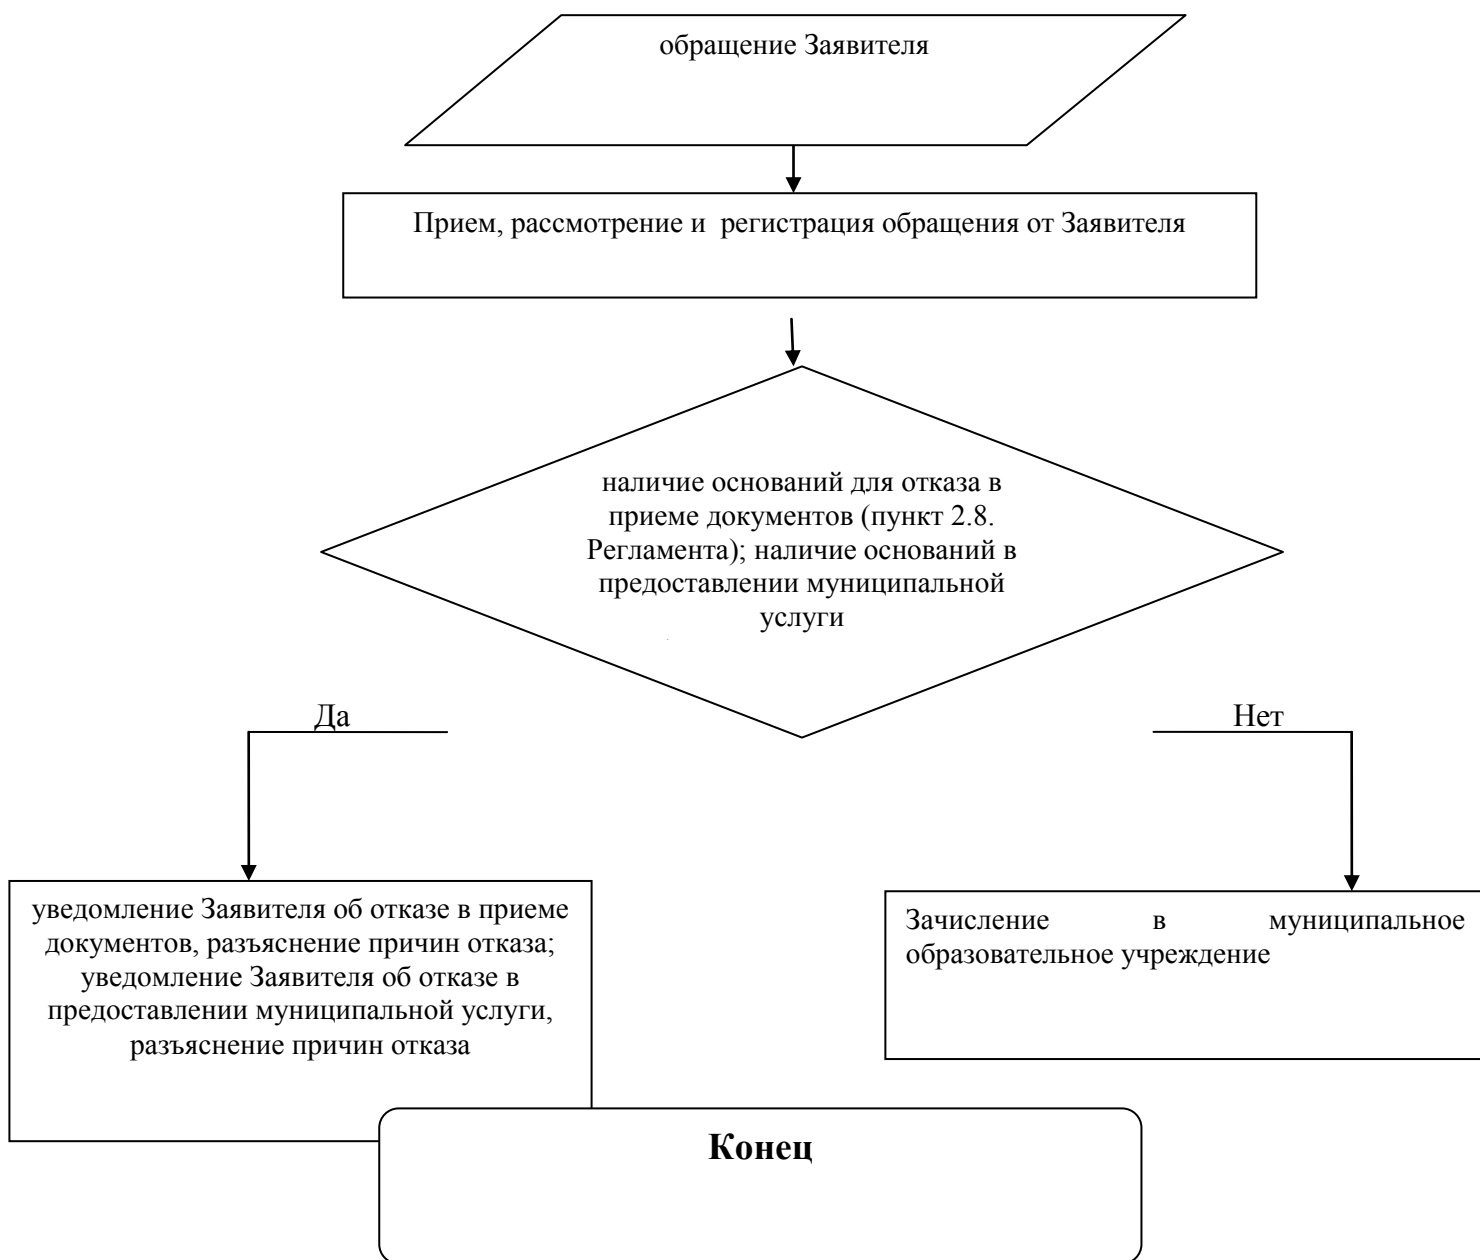 обращение Заявителя
Прием, рассмотрение и  регистрация обращения от Заявителя
наличие оснований для отказа в
приеме документов (пункт 2.8.
Регламента); наличие оснований в
предоставлении муниципальной
услуги
Да
Нет
уведомление Заявителя об отказе в приеме
документов, разъяснение причин отказа;
уведомление Заявителя об отказе в
предоставлении муниципальной услуги,
разъяснение причин отказа
Зачисление в муниципальное
образовательное учреждение
Конец